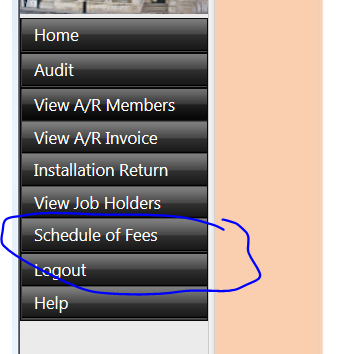 Home
Audit
View A/R Members
View A/R Invoice
Installation Return
View Job Holders
Schedule of Fees
Logout
Help